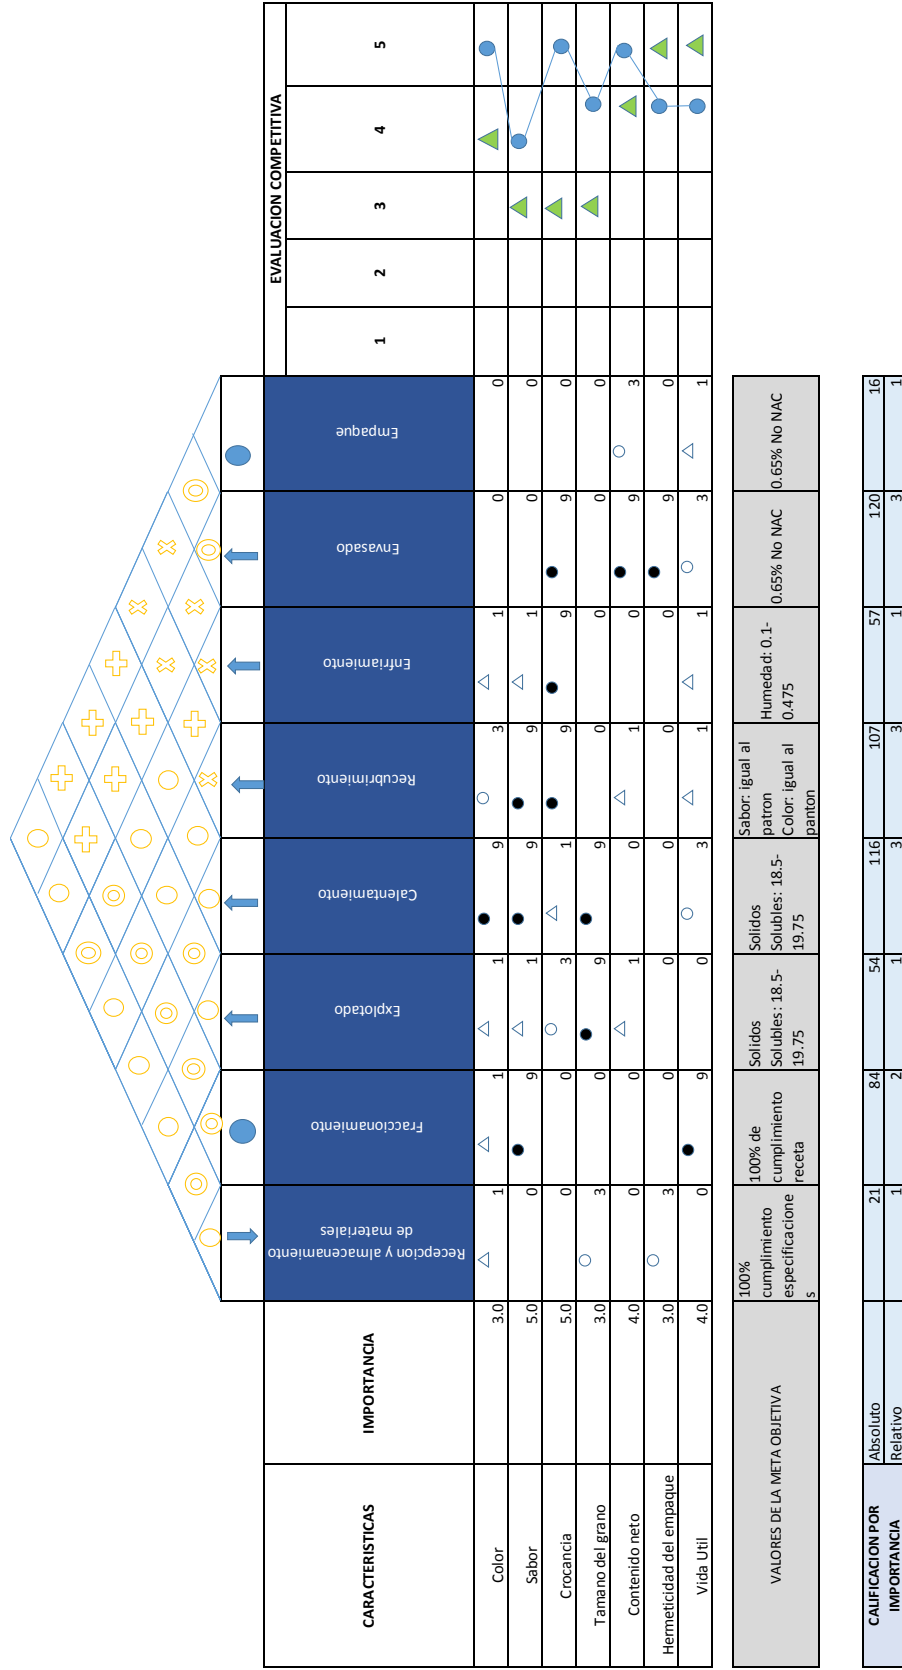 EVALUACION COMPETITIVA
CARACTERISTICAS
IMPORTANCIA
Recepcion y almacenamiento
de materiales
Fraccionamiento
Explotado
Calentamiento
Recubrimiento
Enfriamiento
Envasado
Empaque
1
2
3
4
5
Color 3.0 1 1 1 9 3 1 0 0
Sabor 5.0 0 9 1 9 9 1 0 0
Crocancia 5.0 0 0 3 1 9 9 9 0
Tamano del grano 3.0 3 0 9 9 0 0 0 0
Contenido neto 4.0 0 0 1 0 1 0 9 3
Hermeticidad del empaque 3.0 3 0 0 0 0 0 9 0
Vida Util 4.0 0 9 0 3 1 1 3 1
VALORES DE LA META OBJETIVA
100%
cumplimiento
especificacione
s
100% de
cumplimiento
receta
Solidos
Solubles: 18.5-
19.75
Solidos
Solubles: 18.5-
19.75
Sabor: igual al
patron
Color: igual al
panton
Humedad: 0.1-
0.475
0.65% No NAC
0.65% No NAC
CALIFICACION POR
IMPORTANCIA
Absoluto 21 84 54 116 107 57 120 16
Relativo 1 2 1 3 3 1 3 1